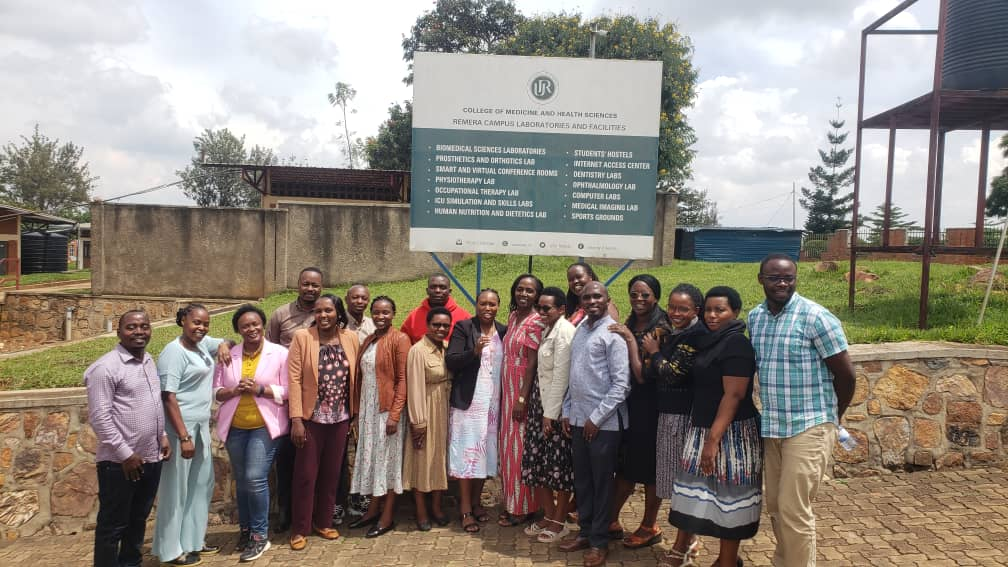 UR
COLLEGE OF MEDICINE AND HEALTH SCIENCES
REMERA CAMPUS LABORATORIES AND FACILITIES
• BIOMEDICAL SCIENCES LABORATORIES
• PROSTHETICS AND ORTHOTICS LAB
• SMART AND VIRTUAL CONFERENCE ROOMS
• PHYSIOTHERAPY LAB
• OCCUPATIONAL THERAPY LAB
• ICU SIMULATION AND SKILLS LABS
• HUMAN NUTRITION AND DIETETICS LAB
• STUDENTS' HOSTELS
• INTERNET ACCESS CENTER
• DENTISTRY LABS
• OPHTHALMOLOGY LAB
• COMPUTER LABS
• MEDICAL IMAGING LAB
• SPORTS GROUNDS